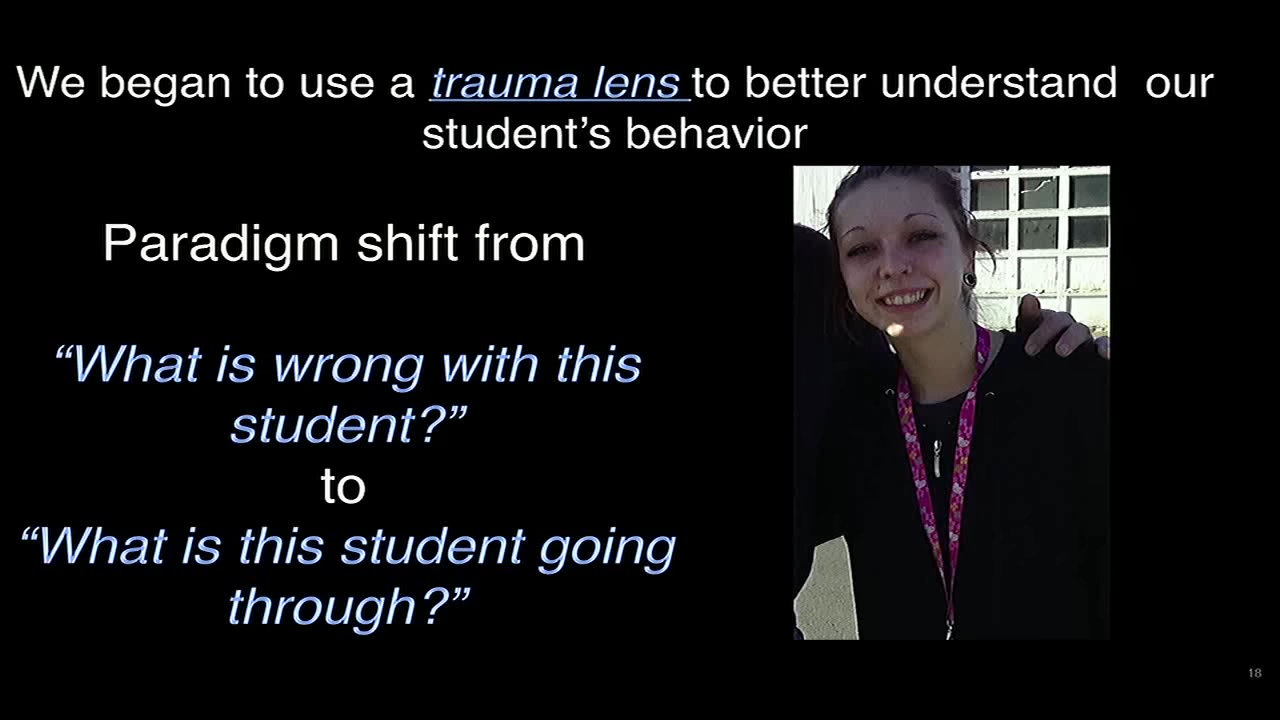 We began to use a trauma lens to better understand our
student’s behavior
Paradigm shift from
“What is wrong with this
student?”
to
“What is this student going
through?”
18